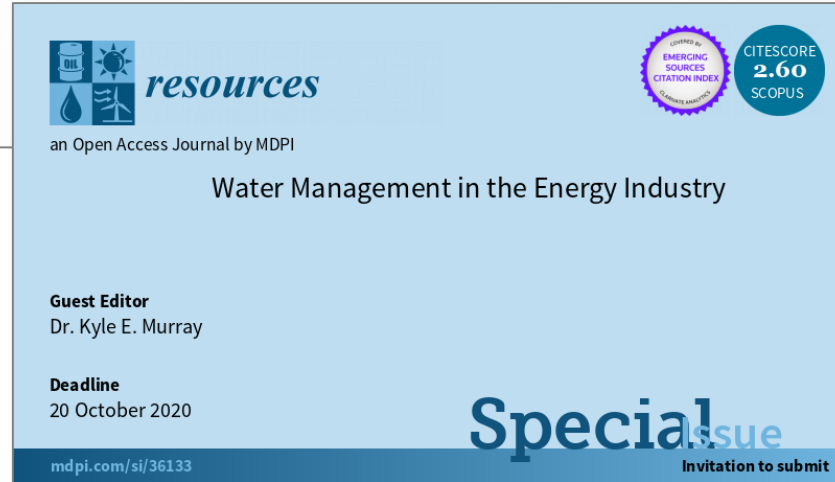 OIL
resources
an Open Access Journal by MDPI
COVERED BY
EMERGING
SOURCES
CITATION INDEX
CLARIVATE ANALYTICS
CITESCORE
2.60
SCOPUS
Water Management in the Energy Industry
Guest Editor
Dr. Kyle E. Murray
Deadline
20 October 2020
Special Issue
mdpi.com/si/36133
Invitation to submit